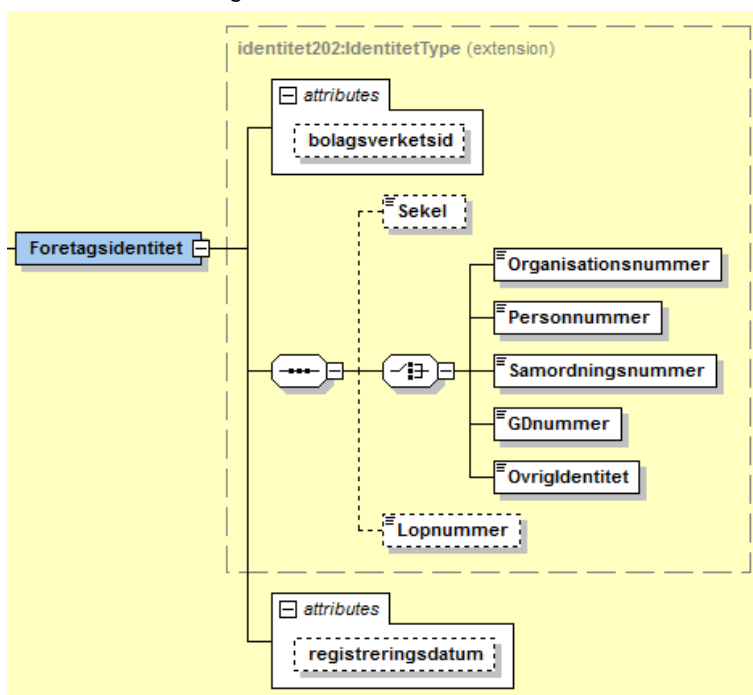 identitet202:IdentitetType (extension)
attributes
bolagsverketsid
Sekel
Foretagsidentitet
Organisationsnummer
Personnummer
Samordningsnummer
GDnummer
OvrigIdentitet
Lopnummer
attributes
registreringsdatum